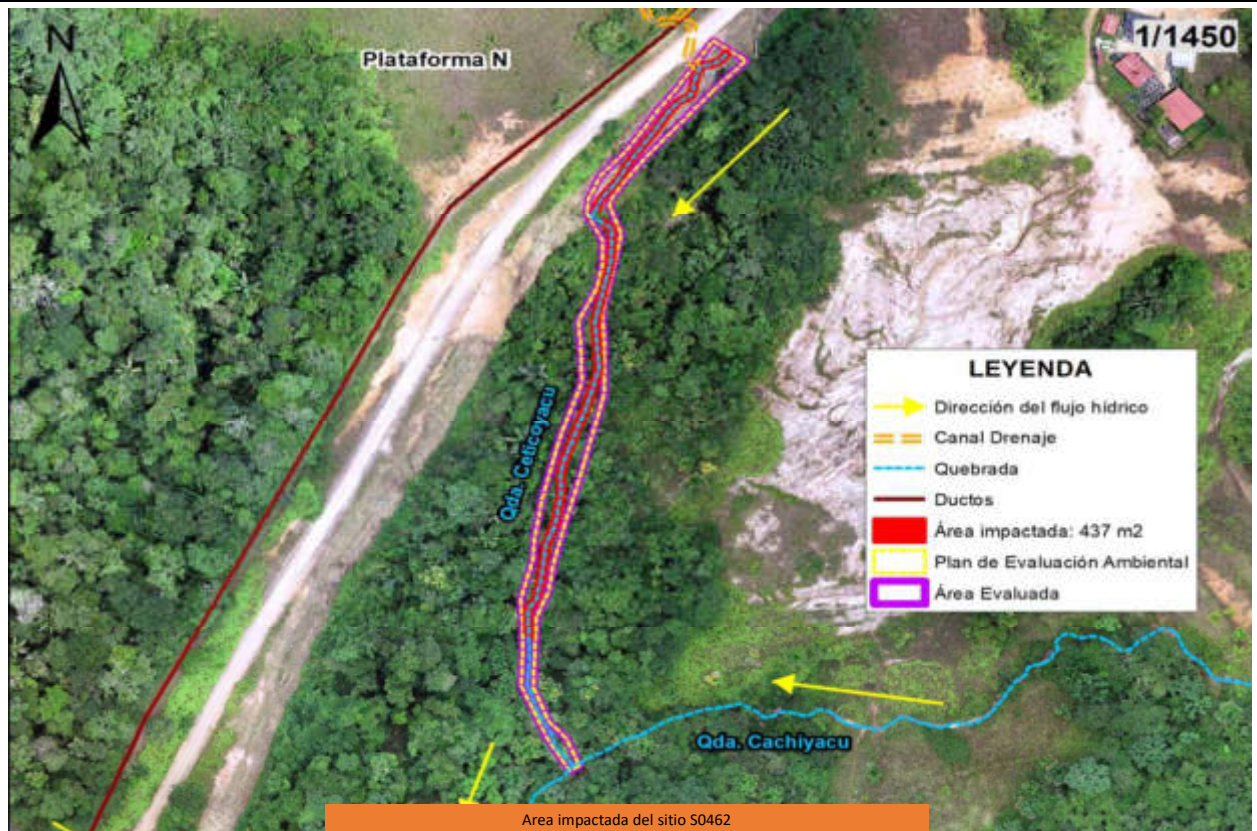 N
Plataforma N
1/1450
LEYENDA
Dirección del flujo hídrico
Canal Drenaje
Quebrada
Ductos
Área impactada: 437 m2
Plan de Evaluación Ambiental
Área Evaluada
Qda. Ceticoyacu
Qda. Cachiyacu
Area impactada del sitio S0462